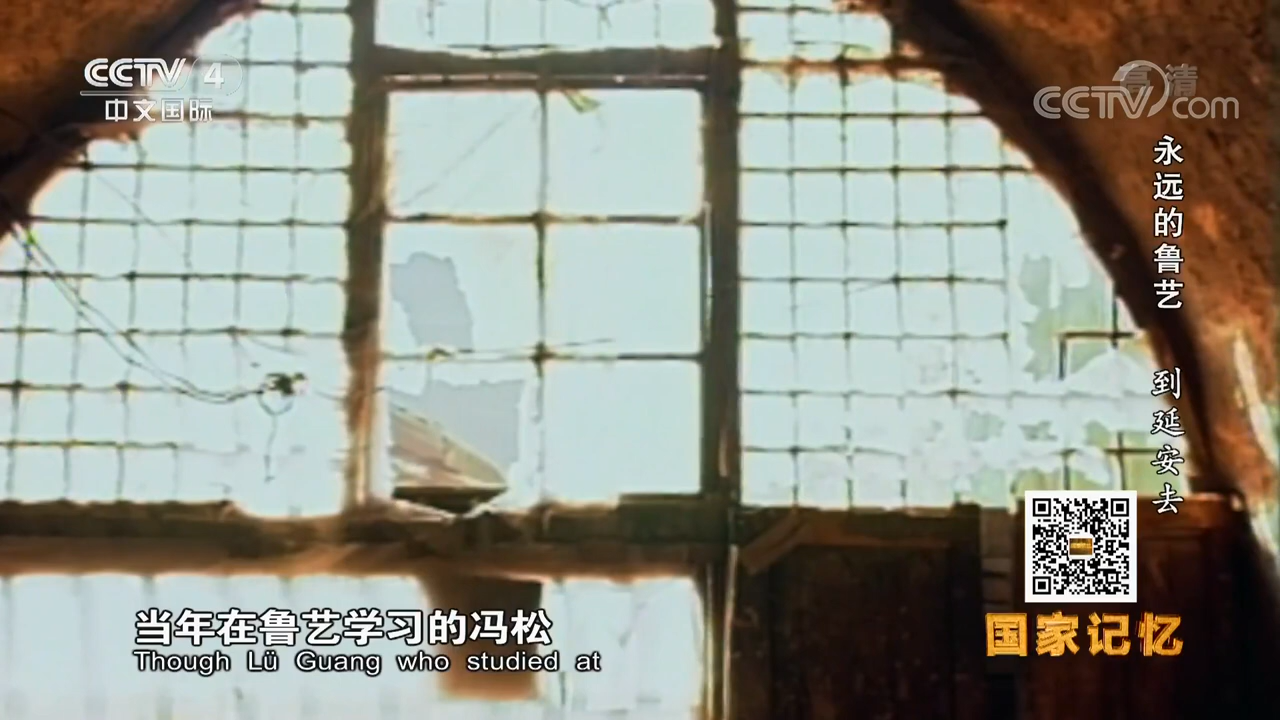 CCTV 4
中文国际
高清
CCTV.com
永远的鲁艺 到延安去
国家记忆
当年在鲁艺学习的冯松
Though Lü Guang who studied at